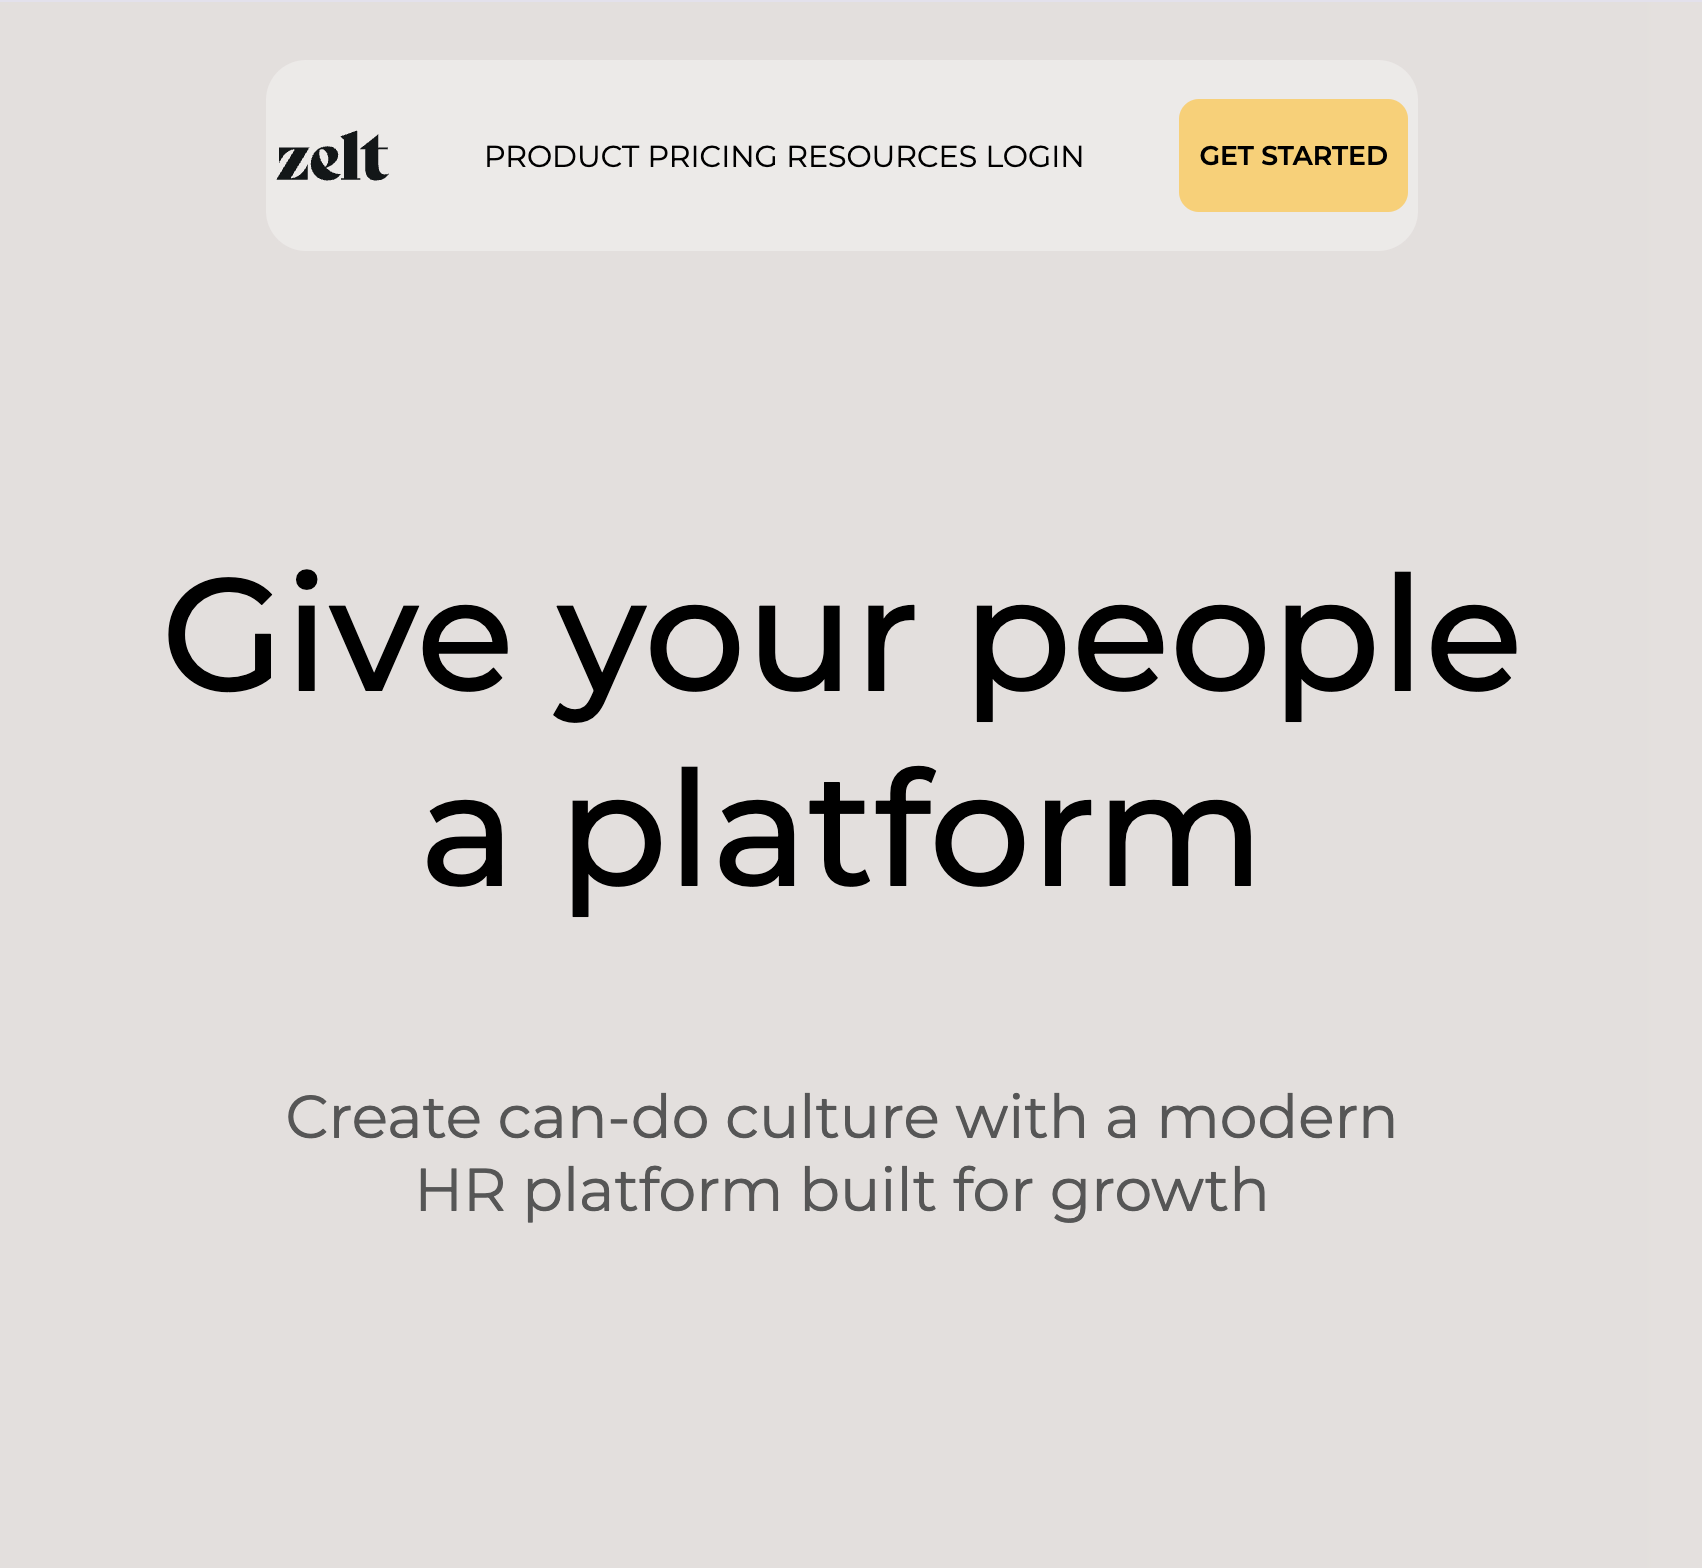 zelt PRODUCT PRICING RESOURCES LOGIN GET STARTED
Give your people
a platform
Create can-do culture with a modern
HR platform built for growth